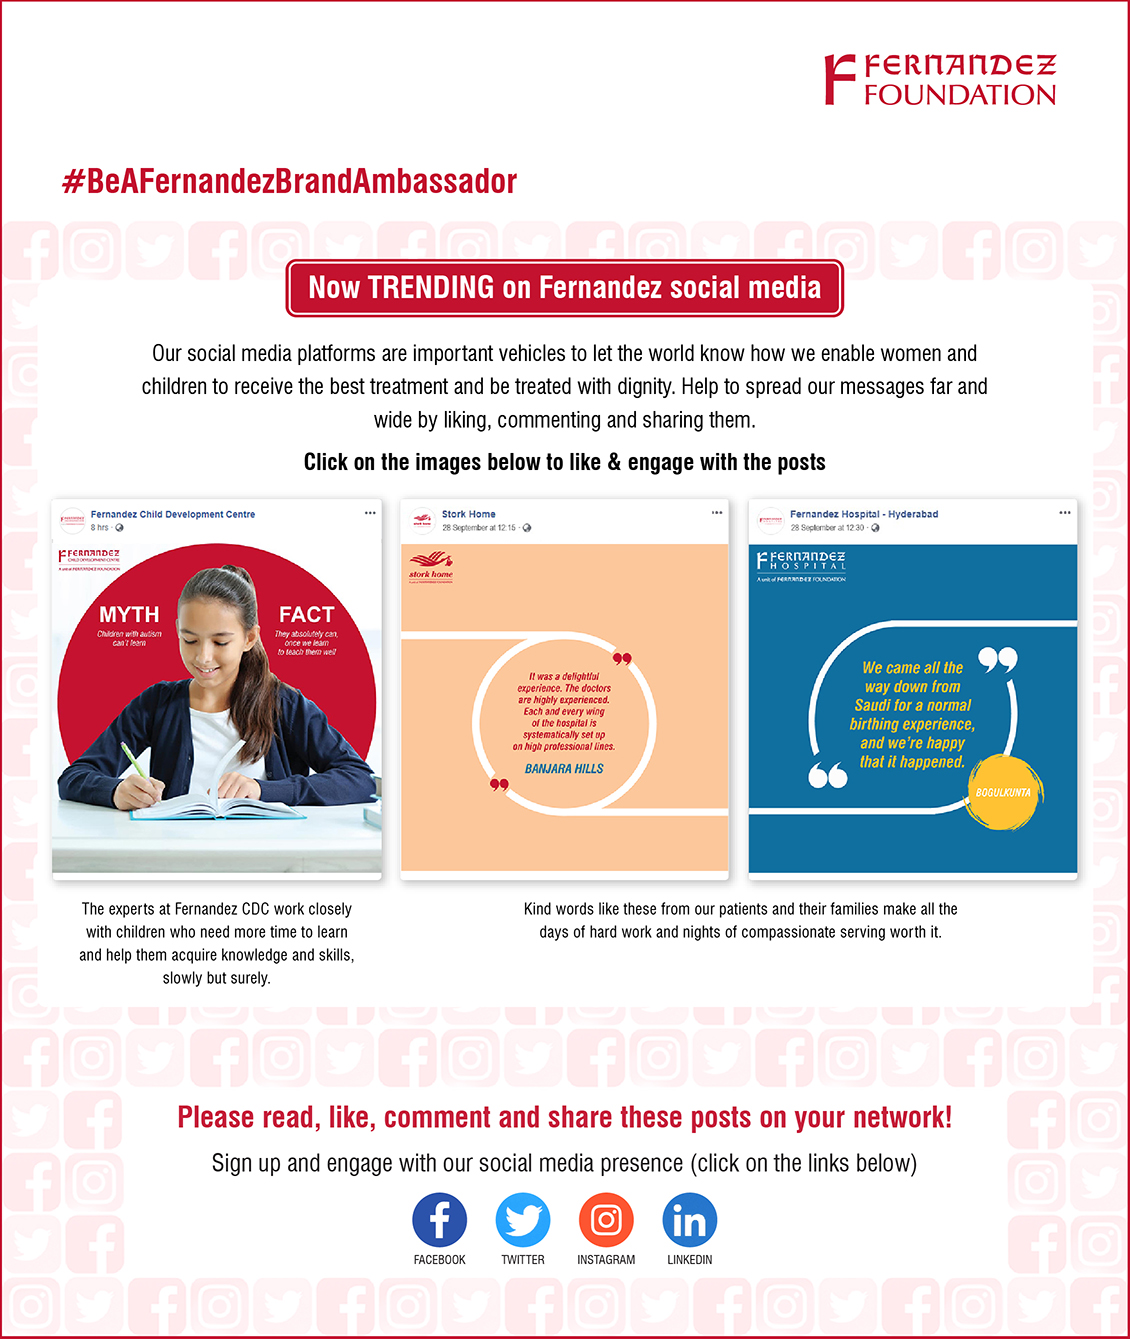 FERNANDEZ
FOUNDATION
#BeAFernandezBrandAmbassador
Now TRENDING on Fernandez social media
Our social media platforms are important vehicles to let the world know how we enable women and
children to receive the best treatment and be treated with dignity. Help to spread our messages far and
wide by liking, commenting and sharing them.
Click on the images below to like & engage with the posts
Fernandez Child Development Centre
8 hrs ·
FERNANDEZ
CHILD DEVELOPMENT CENTRE
A unit of FERNANDEZ FOUNDATION
MYTH
Children with autism
can't learn
FACT
They absolutely can,
once we learn
to teach them well
The experts at Fernandez CDC work closely
with children who need more time to learn
and help them acquire knowledge and skills,
slowly but surely.
Stork Home
28 September at 12:15 ·
stork home
It was a delightful
experience. The doctors
are highly experienced.
Each and every wing
of the hospital is
systematically set up
on high professional lines.
BANJARA HILLS
Fernandez Hospital - Hyderabad
28 September at 12:30 ·
FERNANDEZ
HOSPITAL
A unit of FERNANDEZ FOUNDATION
We came all the
way down from
Saudi for a normal
birthing experience,
and we're happy
that it happened.
BOGULKUNTA
Kind words like these from our patients and their families make all the
days of hard work and nights of compassionate serving worth it.
Please read, like, comment and share these posts on your network!
Sign up and engage with our social media presence (click on the links below)
FACEBOOK
TWITTER
INSTAGRAM
LINKEDIN